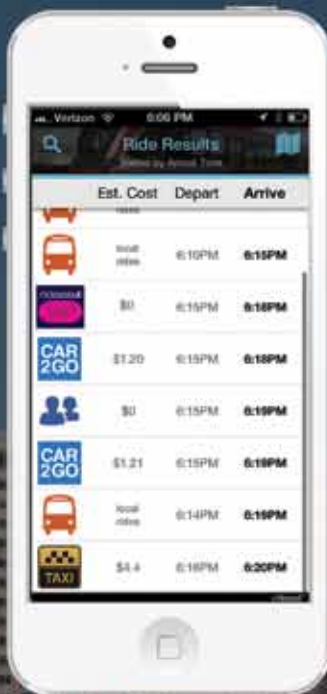 Verizon 6:06 PM
Ride Results
Sorted by Arrival Time
Est. Cost Depart Arrive
rides
local
rides
6:10PM 6:15PM
$0 6:15PM 6:18PM
CAR
2GO
$1.20 6:15PM 6:18PM
$0 6:15PM 6:19PM
CAR
2GO
$1.21 6:15PM 6:19PM
local
rides
6:14PM 6:19PM
TAXI
$4.4 6:16PM 6:20PM